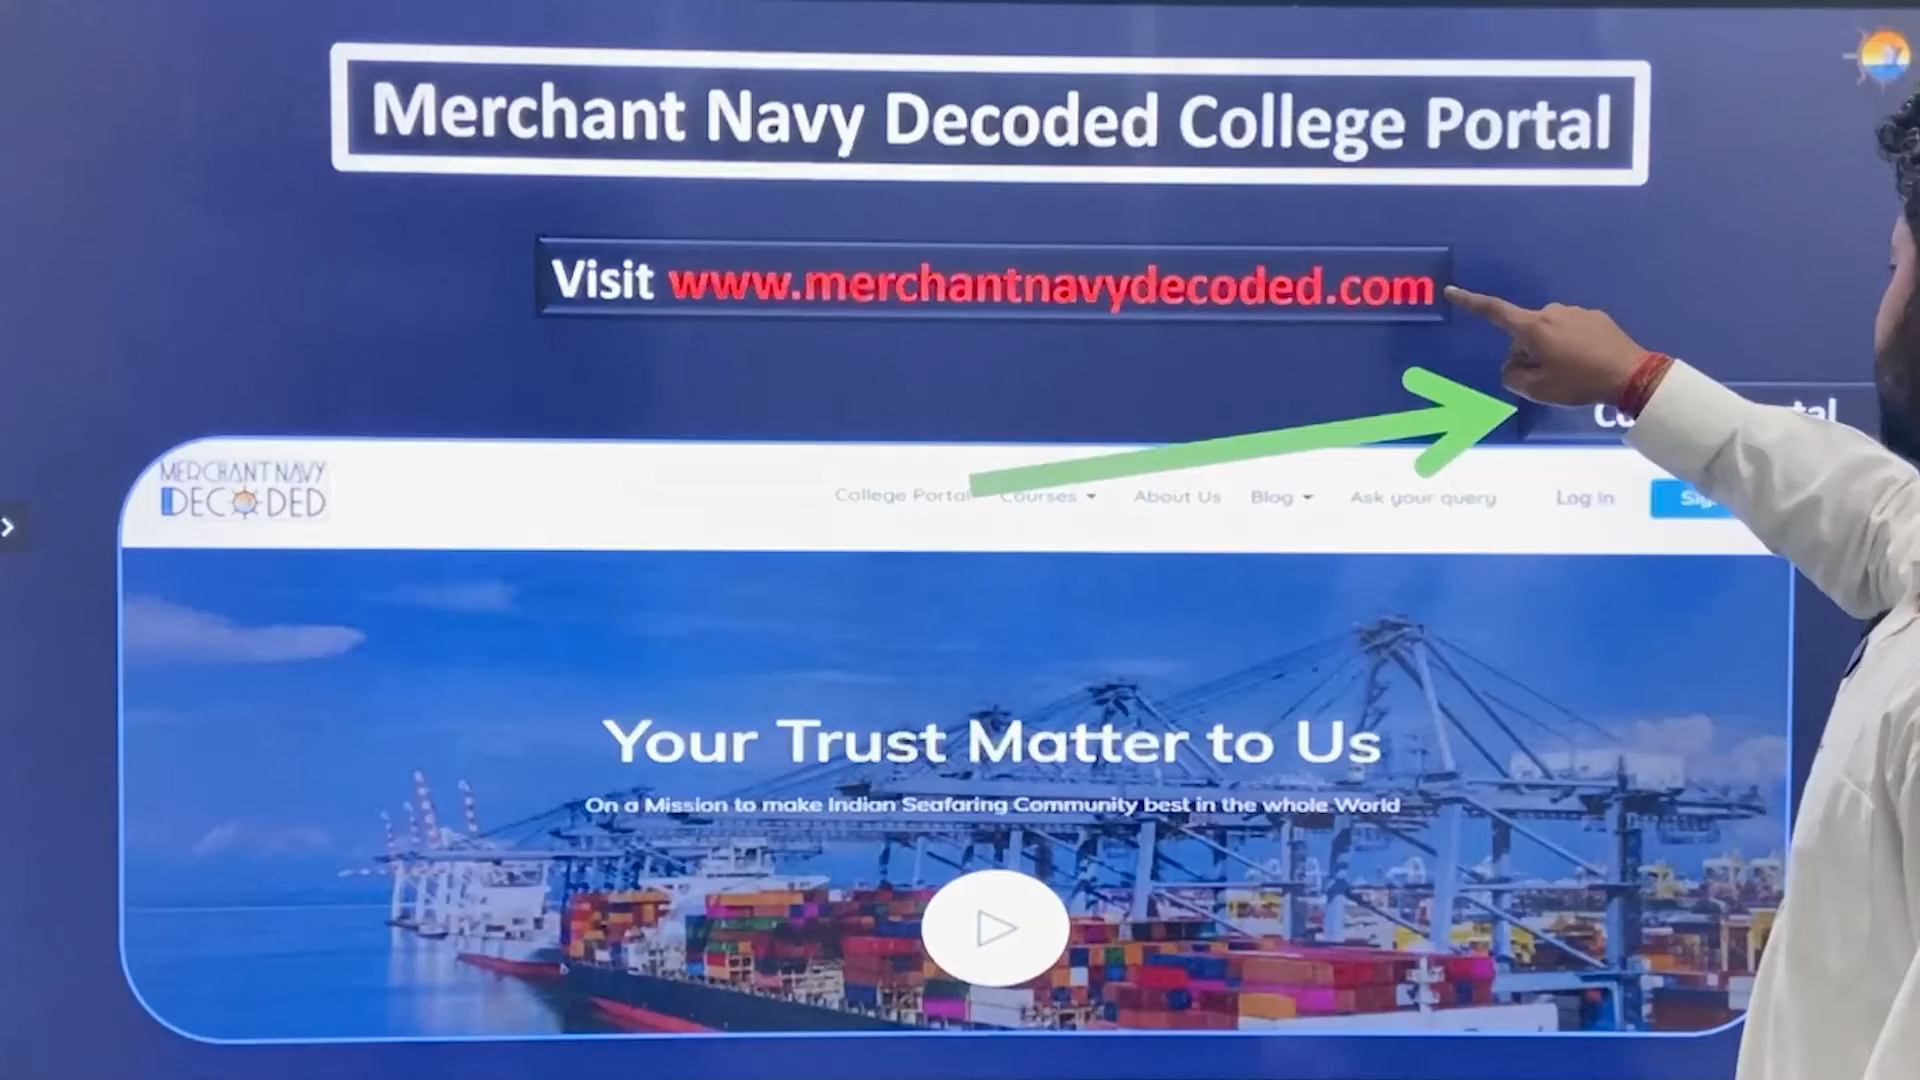 Merchant Navy Decoded College Portal
Visit www.merchantnavydecoded.com
MERCHANT NAVY
DECODED
College Portal Courses About Us Blog Ask your query Log in
Your Trust Matter to Us
On a Mission to make Indian Seafaring Community best in the whole World